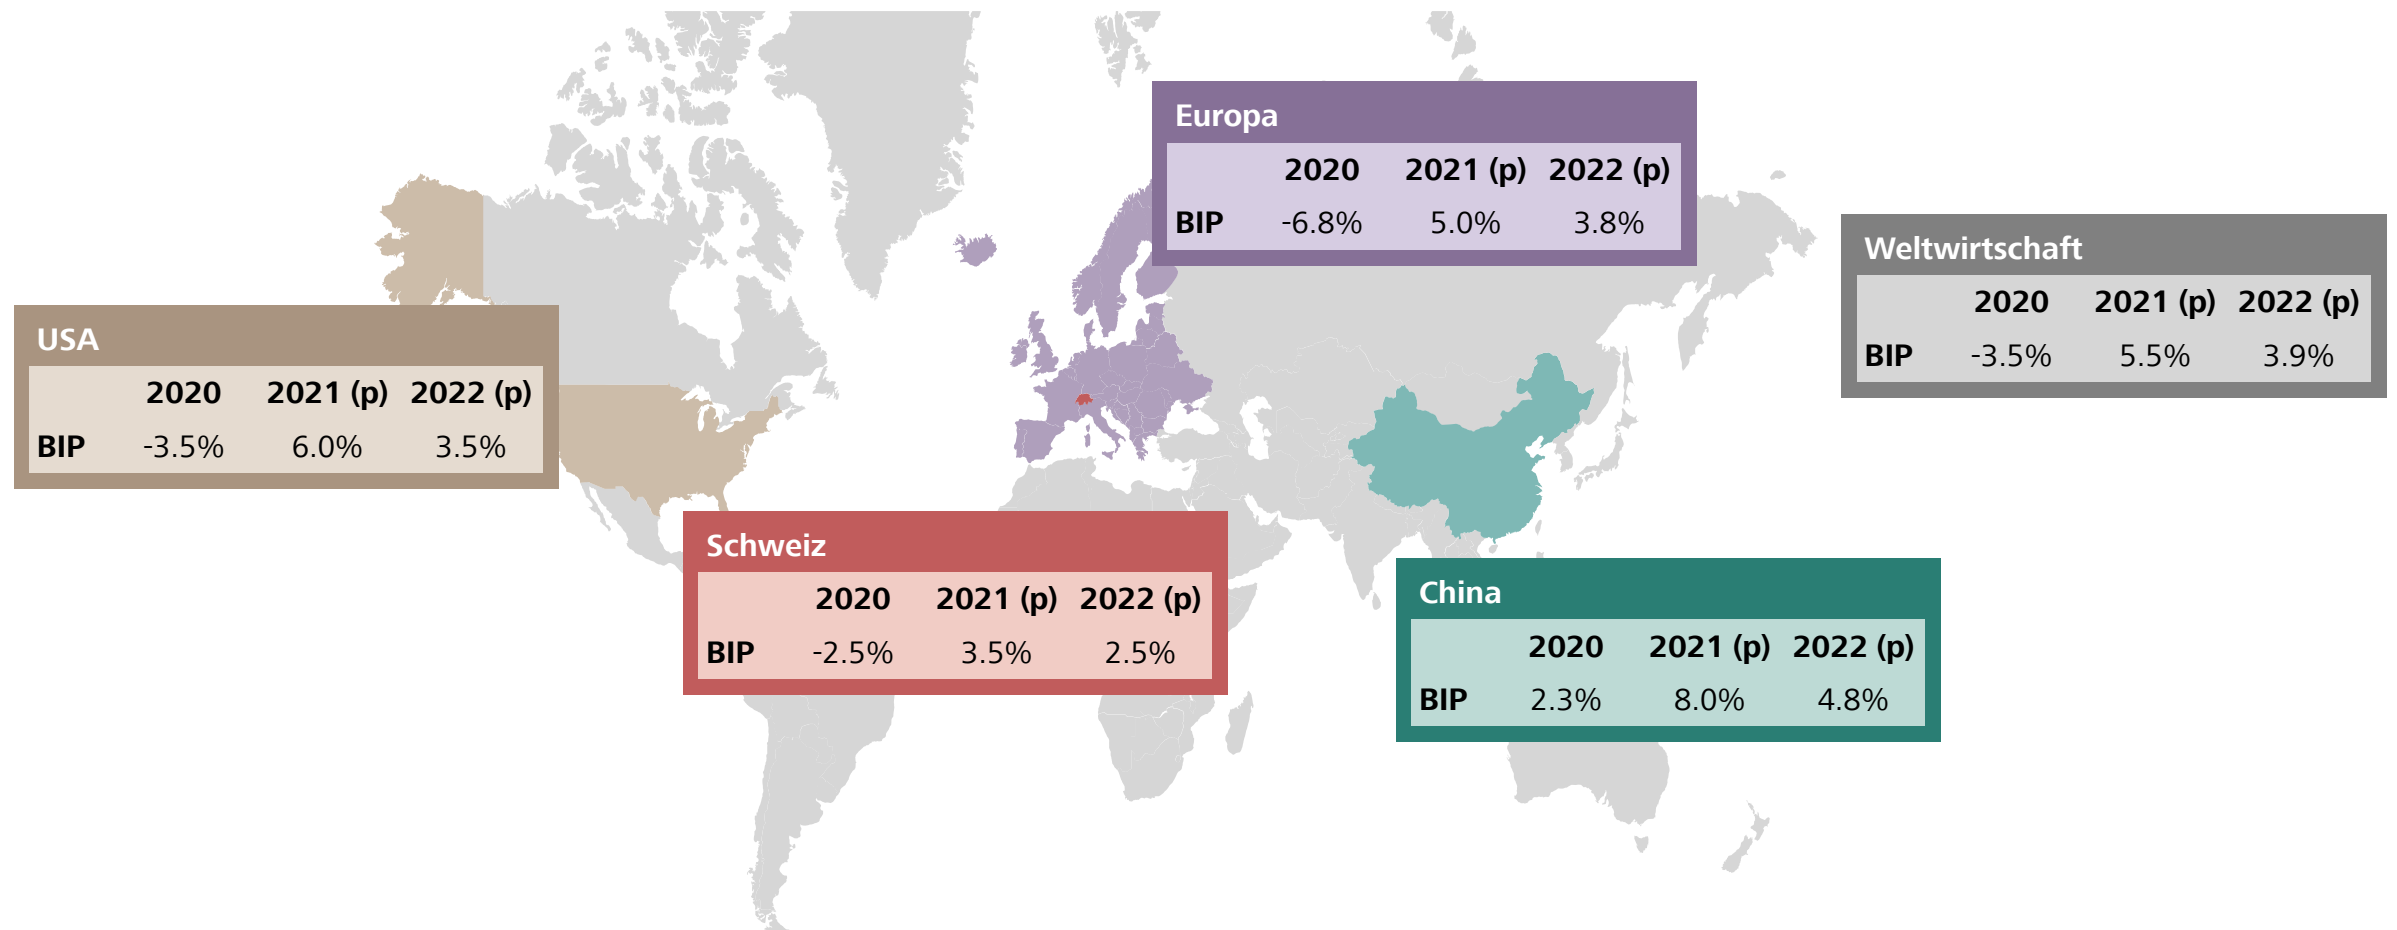 Europa
2020 2021 (p) 2022 (p)
BIP -6.8% 5.0% 3.8%
Weltwirtschaft
2020 2021 (p) 2022 (p)
BIP -3.5% 5.5% 3.9%
USA
2020 2021 (p) 2022 (p)
BIP -3.5% 6.0% 3.5%
Schweiz
2020 2021 (p) 2022 (p)
BIP -2.5% 3.5% 2.5%
China
2020 2021 (p) 2022 (p)
BIP 2.3% 8.0% 4.8%